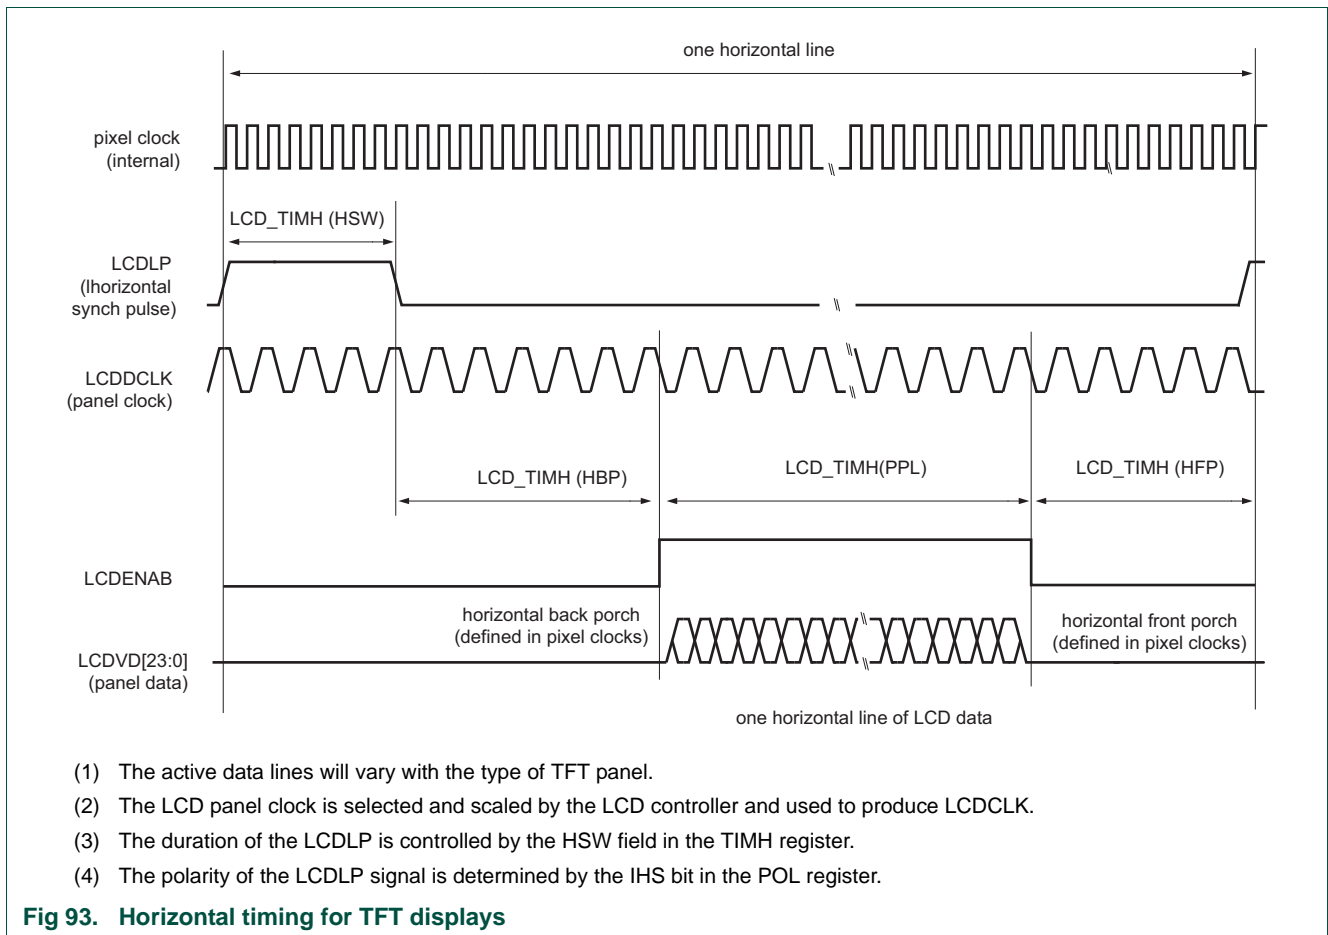 one horizontal line
pixel clock
(internal)
LCD_TIMH (HSW)
LCDLP
(lhorizontal
synch pulse)
LCDDCLK
(panel clock)
LCD_TIMH (HBP)
LCD_TIMH(PPL)
LCD_TIMH (HFP)
LCDENAB
horizontal back porch
(defined in pixel clocks)
horizontal front porch
(defined in pixel clocks)
LCDVD[23:0]
(panel data)
one horizontal line of LCD data
(1) The active data lines will vary with the type of TFT panel.
(2) The LCD panel clock is selected and scaled by the LCD controller and used to produce LCDCLK.
(3) The duration of the LCDLP is controlled by the HSW field in the TIMH register.
(4) The polarity of the LCDLP signal is determined by the IHS bit in the POL register.
Fig 93. Horizontal timing for TFT displays